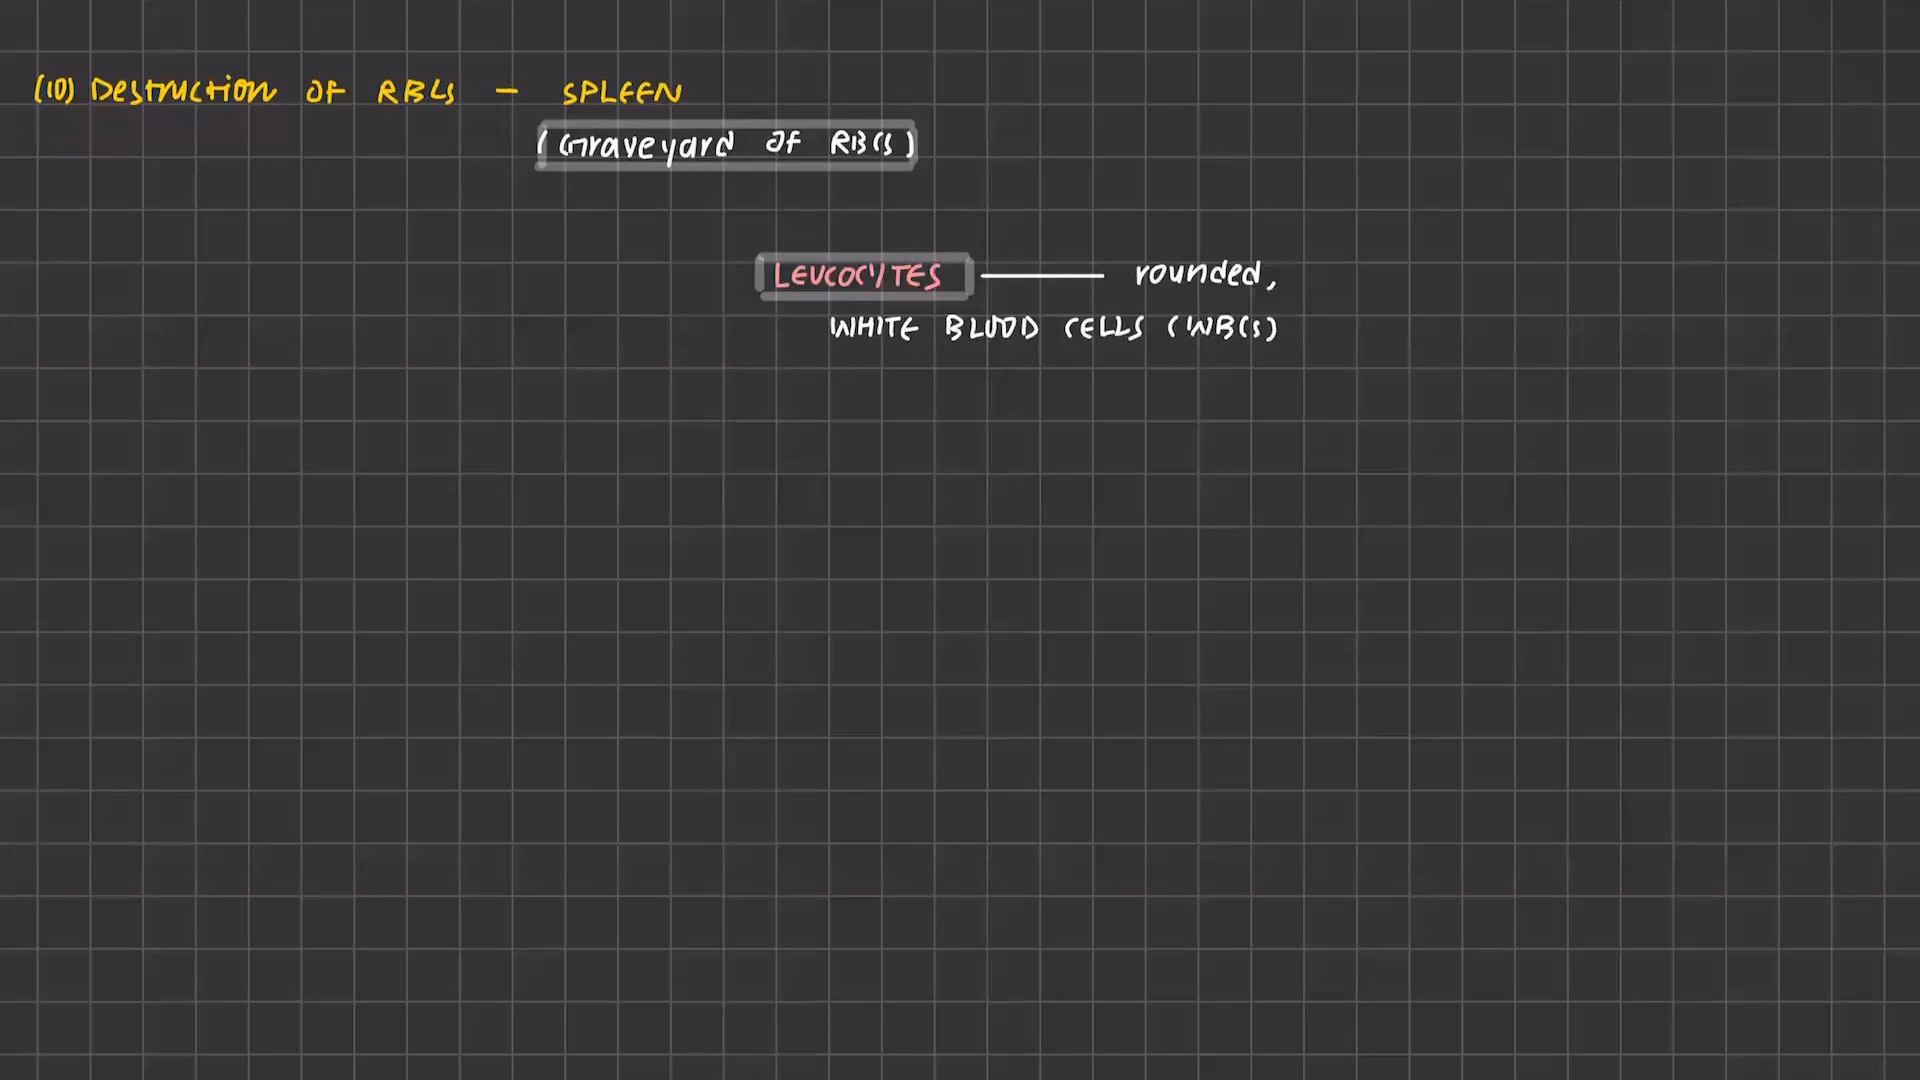 (10) Destruction of RBCs - SPLEEN
(Graveyard of RBCs)
LEUCOCYTES —— rounded,
WHITE BLOOD CELLS (WBCs)